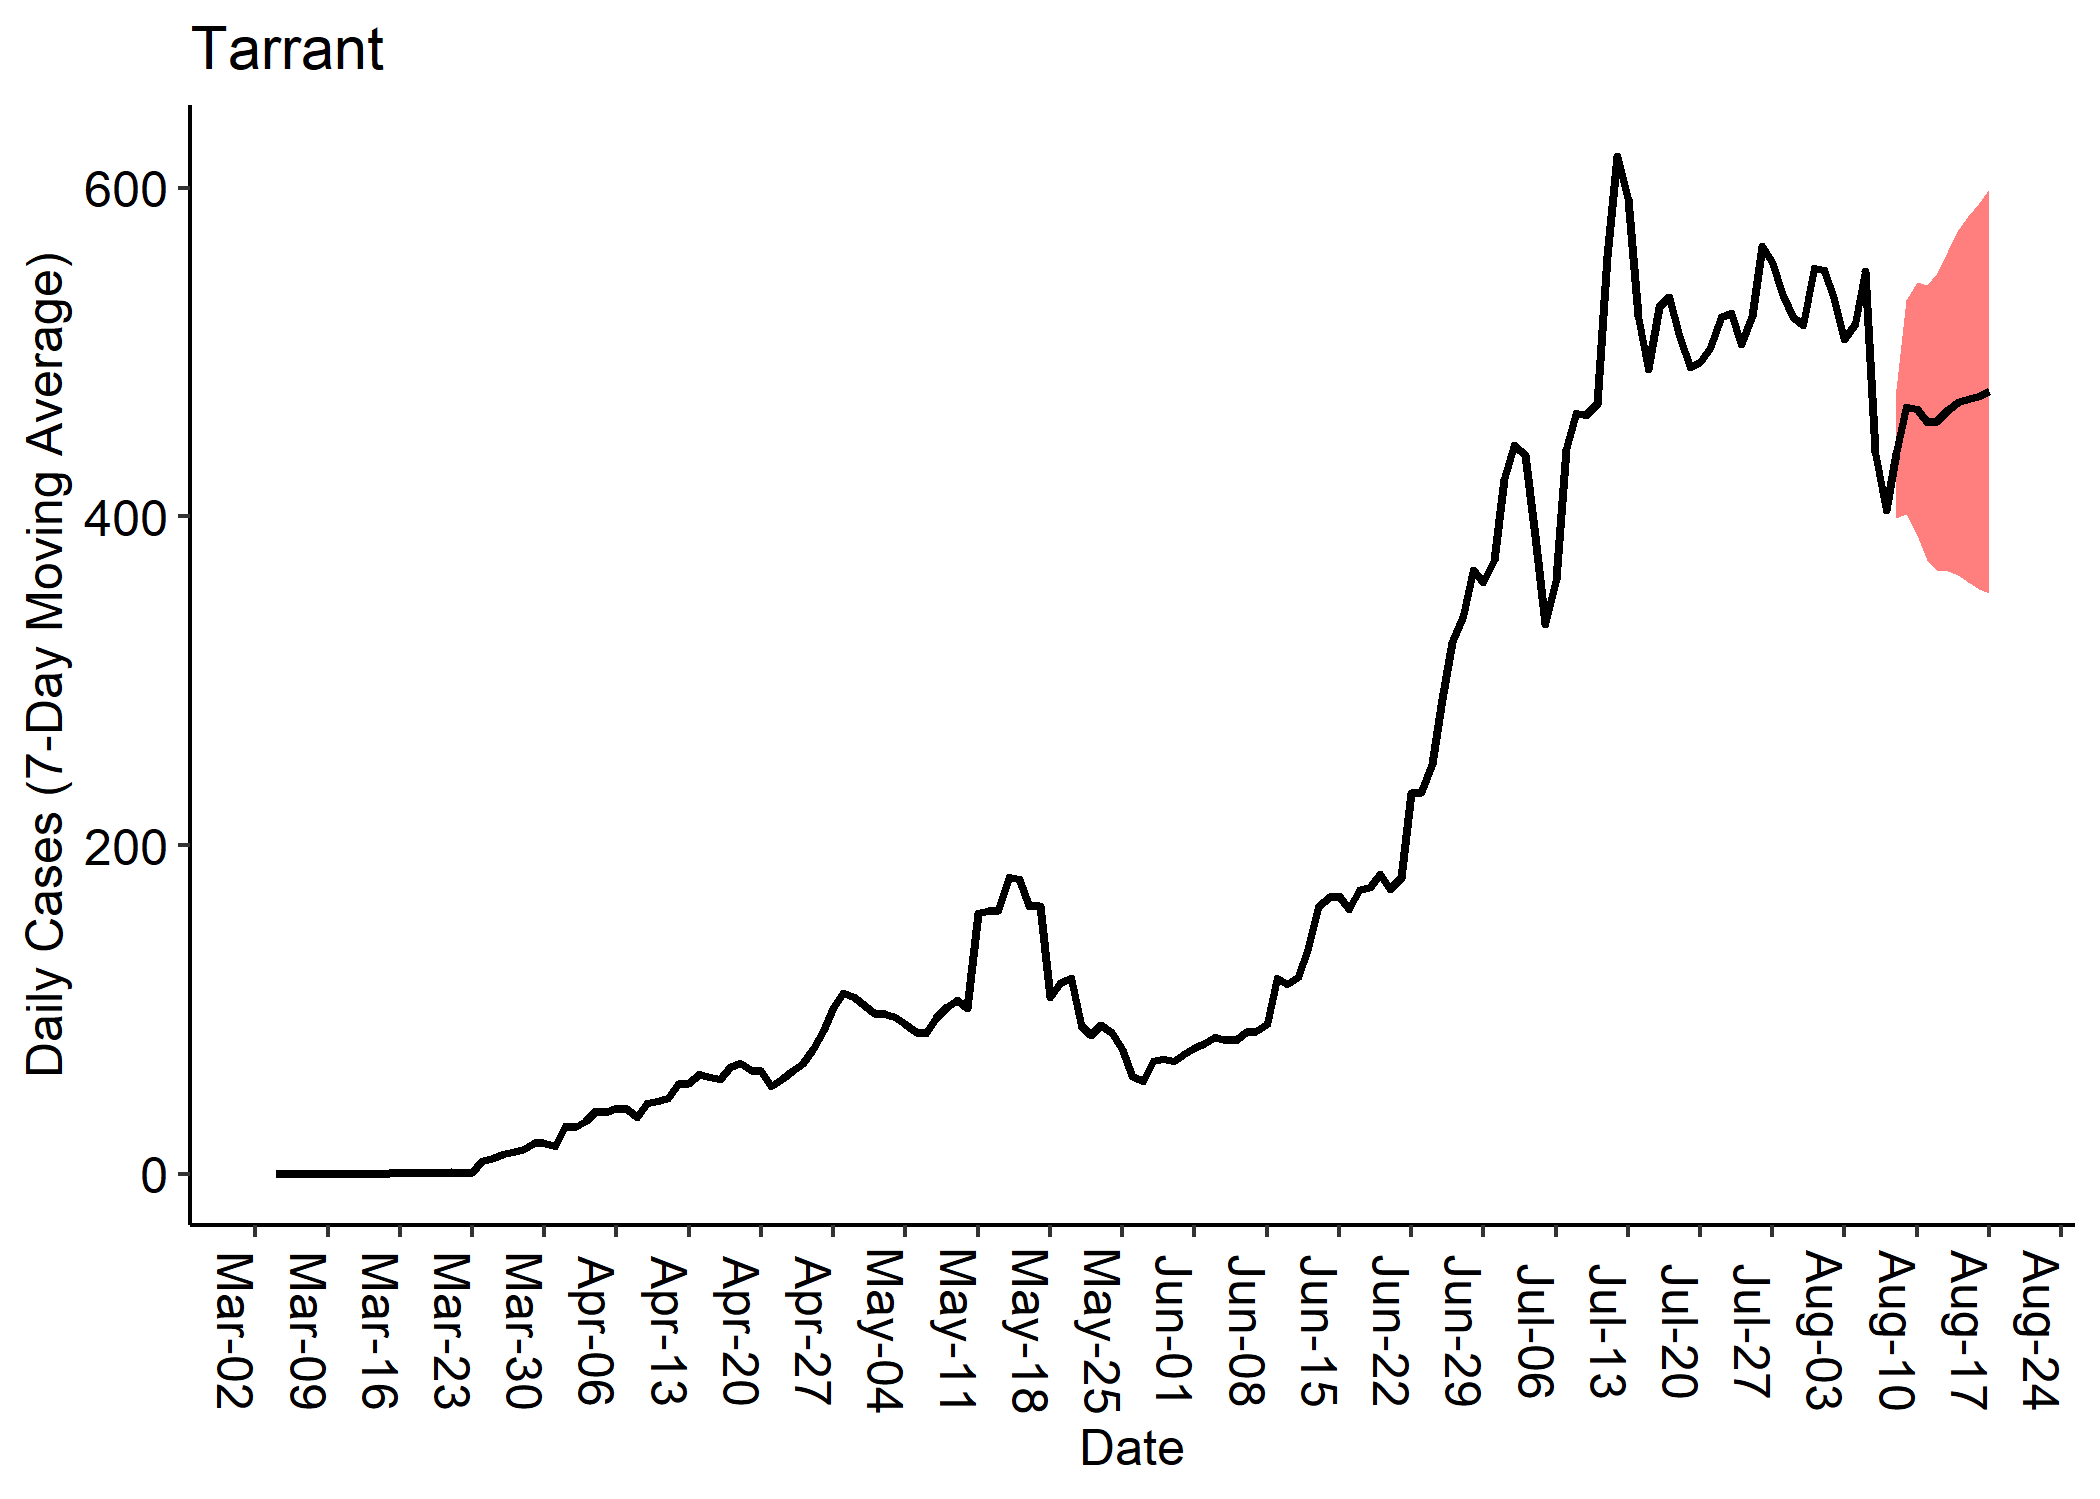 Tarrant
Daily Cases (7-Day Moving Average)
600
400
200
0
Mar-02
Mar-09
Mar-16
Mar-23
Mar-30
Apr-06
Apr-13
Apr-20
Apr-27
May-04
May-11
May-18
May-25
Jun-01
Jun-08
Jun-15
Jun-22
Jun-29
Jul-06
Jul-13
Jul-20
Jul-27
Aug-03
Aug-10
Aug-17
Aug-24
Date